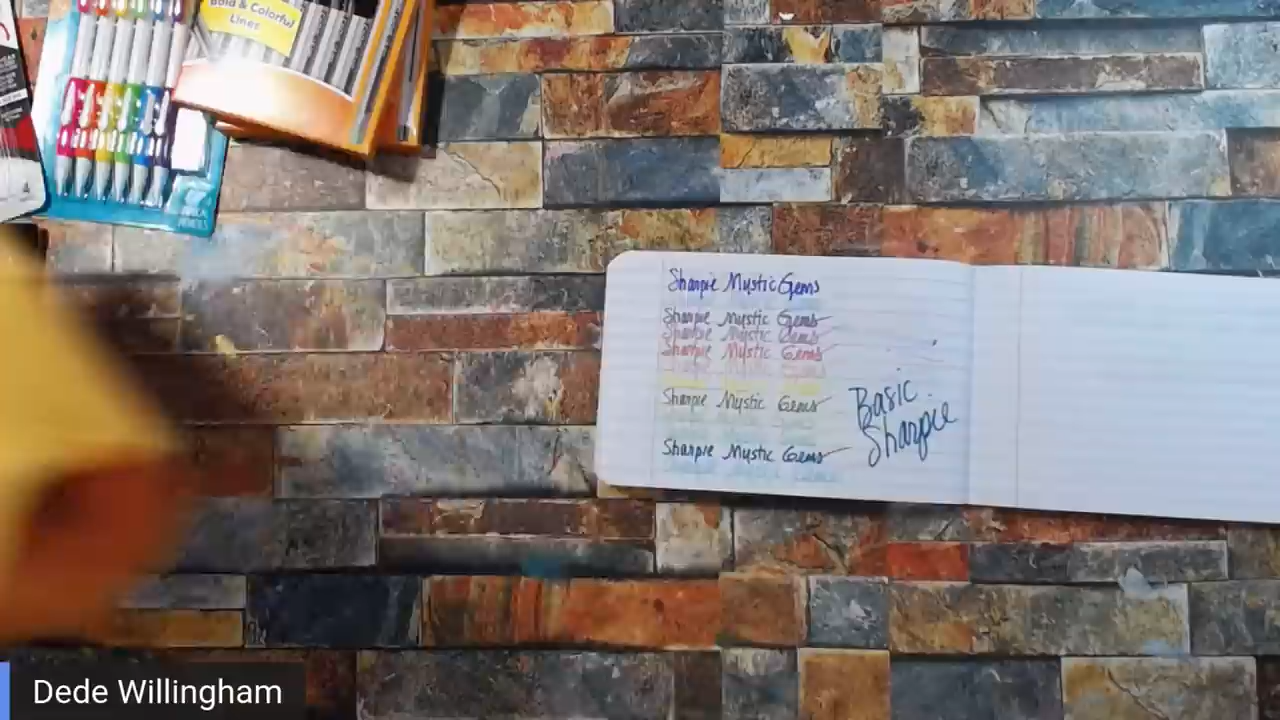 Bold & Colorful
Lines
Sharpie Mystic Gems
Sharpie Mystic Gems
Sharpie Mystic Gems
Sharpie Mystic Gems
Sharpie Mystic Gems
Sharpie Mystic Gems
Basic
Sharpie
Dede Willingham